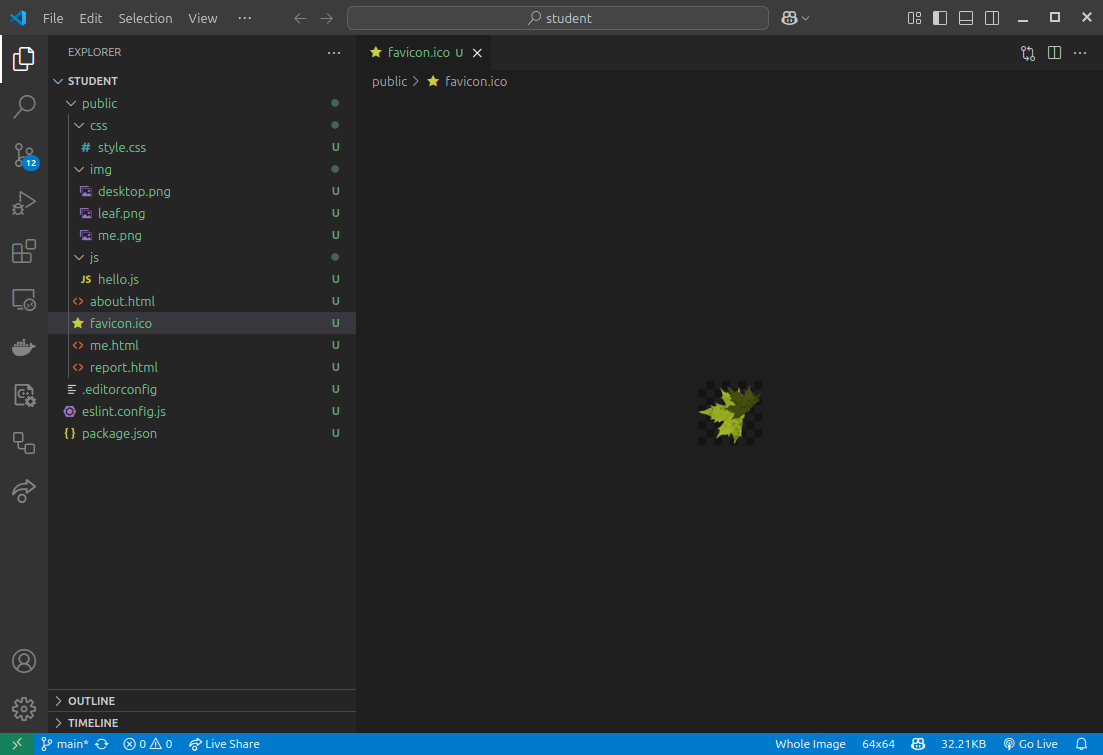 File Edit Selection View ··· student
EXPLORER ···
STUDENT
public
css
# style.css U
img
desktop.png U
leaf.png U
me.png U
js
JS hello.js U
<> about.html U
favicon.ico U
<> me.html U
<> report.html U
.editorconfig U
eslint.config.js U
{} package.json U
OUTLINE
TIMELINE
12
favicon.ico U
public > favicon.ico
main* 0 0 Live Share Whole Image 64x64 32.21KB Go Live